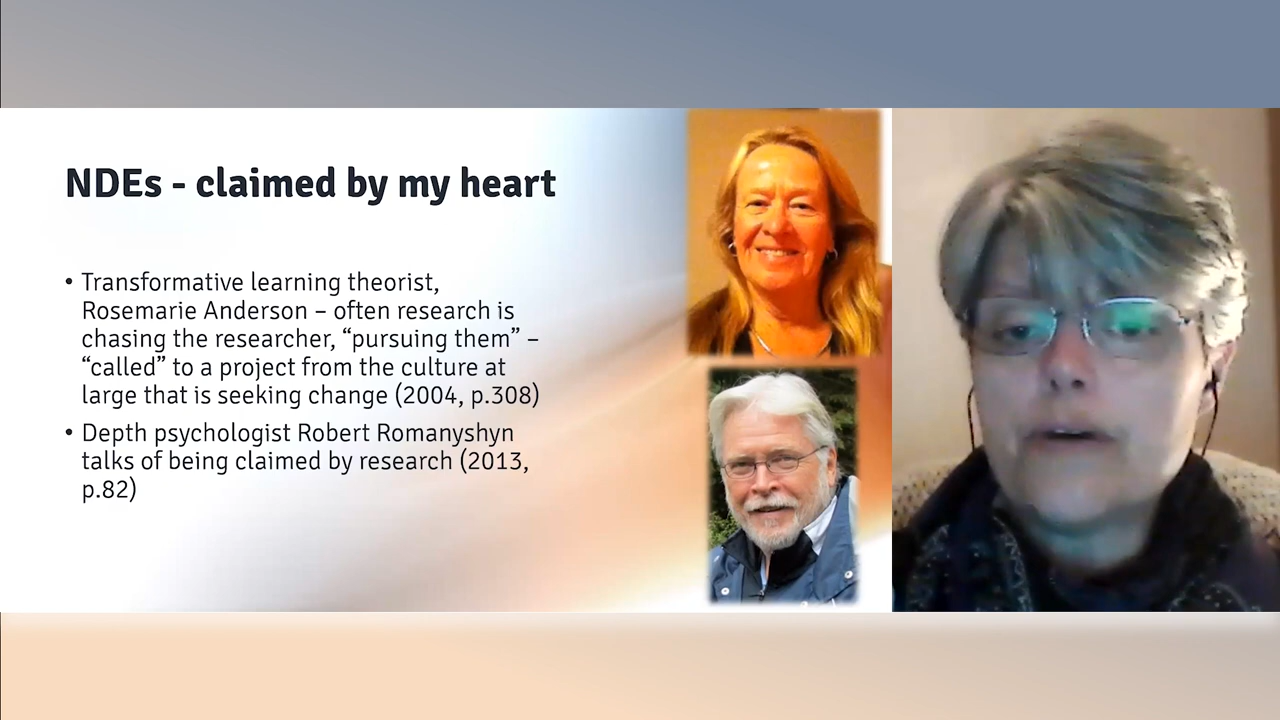 NDEs - claimed by my heart
• Transformative learning theorist,
Rosemarie Anderson – often research is
chasing the researcher, “pursuing them” –
“called” to a project from the culture at
large that is seeking change (2004, p.308)
• Depth psychologist Robert Romanyshyn
talks of being claimed by research (2013,
p.82)